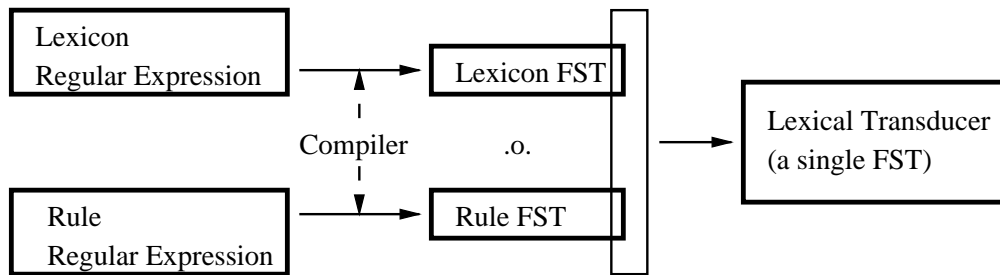 Lexicon
Regular Expression
Lexicon FST
Compiler
.o.
Lexical Transducer
(a single FST)
Rule
Regular Expression
Rule FST